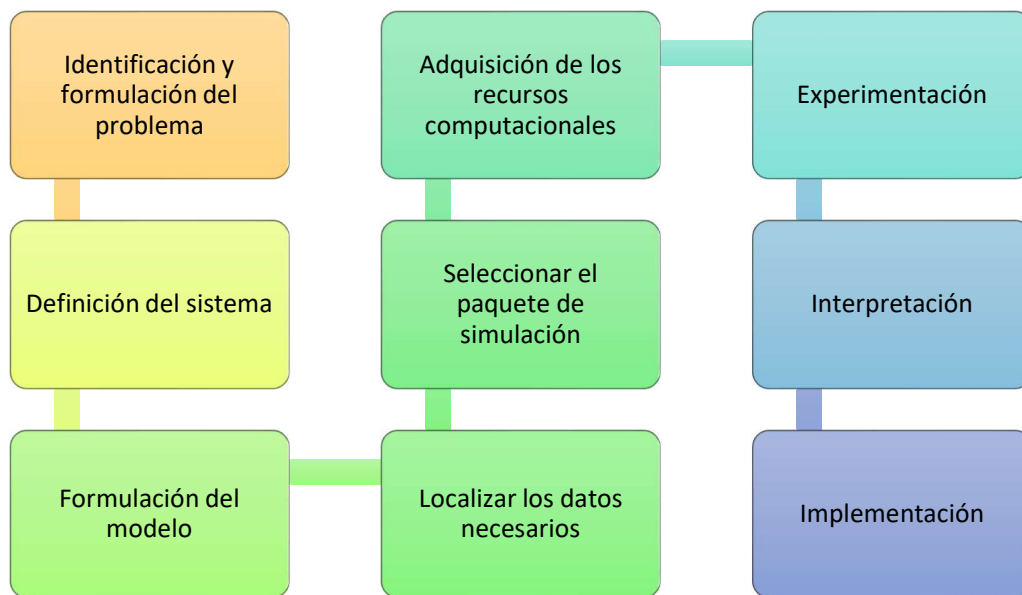 Identificación y
formulación del
problema
Definición del sistema
Formulación del
modelo
Localizar los datos
necesarios
Seleccionar el
paquete de
simulación
Adquisición de los
recursos
computacionales
Experimentación
Interpretación
Implementación